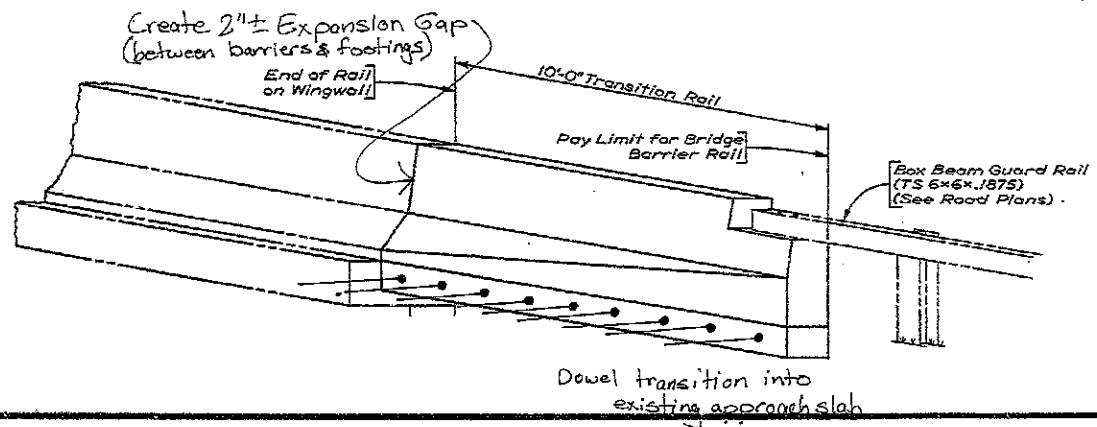 Create 2"± Expansion Gap
(between barriers & footings)
End of Rail
on Wingwall
10'-0" Transition Rail
Pay Limit for Bridge
Barrier Rail
Box Beam Guard Rail
(TS 6×6×.1875)
(See Road Plans).
Dowel transition into
existing approach slab